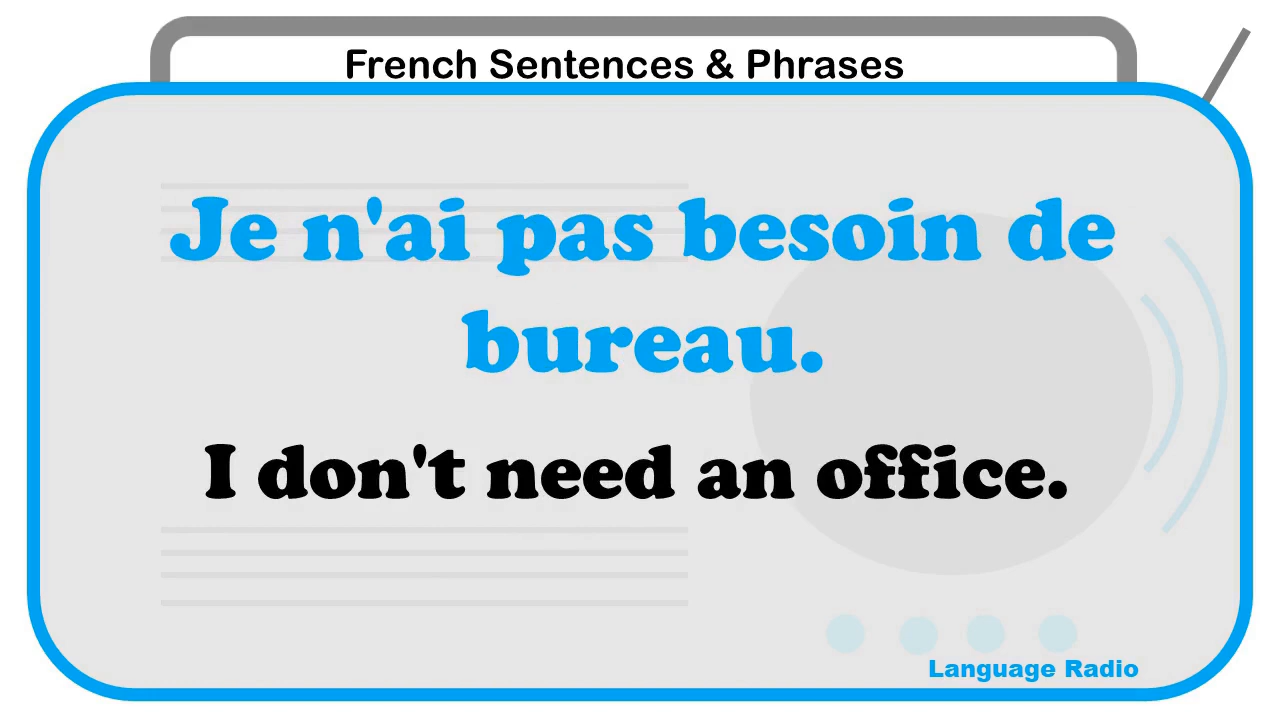 French Sentences & Phrases
Je n'ai pas besoin de
bureau.
I don't need an office.
Language Radio